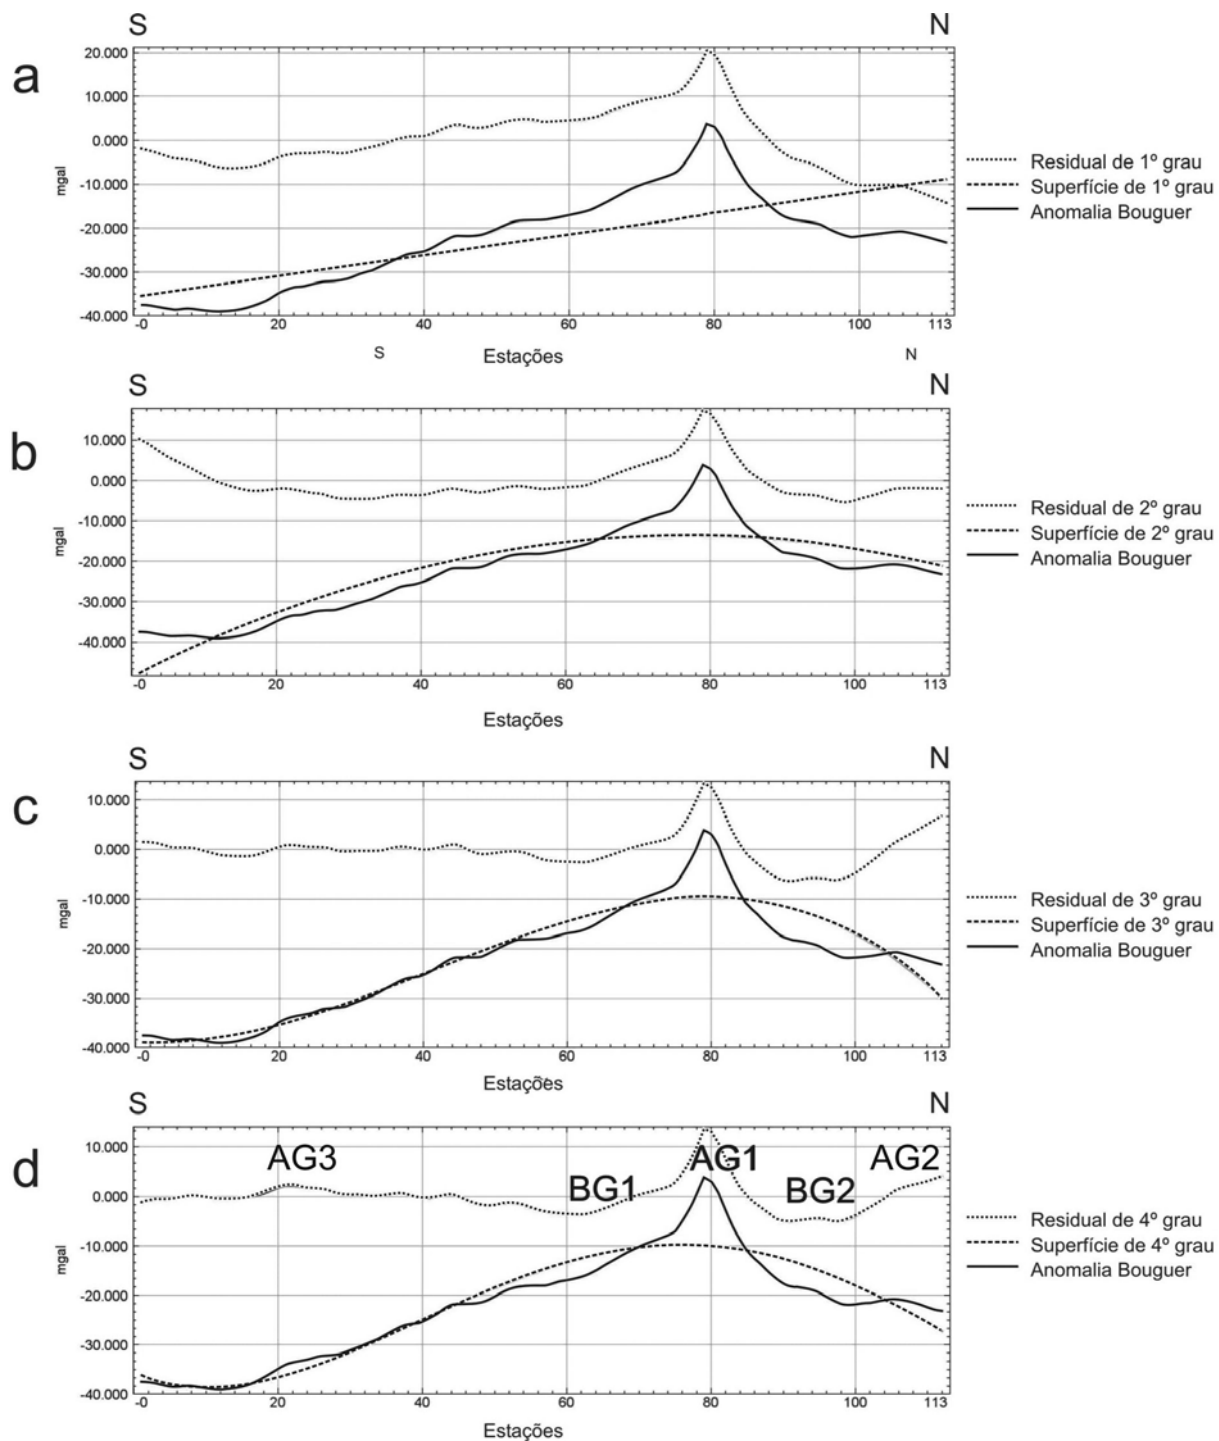 S N
a
20.000
10.000
0.000
-10.000
-20.000
-30.000
-40.000
mgal
-0 20 40 60 80 100 113
S Estações N
Residual de 1º grau
Superfície de 1º grau
Anomalia Bouguer
S N
b
10.000
0.000
-10.000
-20.000
-30.000
-40.000
mgal
-0 20 40 60 80 100 113
Estações
Residual de 2º grau
Superfície de 2º grau
Anomalia Bouguer
S N
c
10.000
0.000
-10.000
-20.000
-30.000
-40.000
mgal
-0 20 40 60 80 100 113
Estações
Residual de 3º grau
Superfície de 3º grau
Anomalia Bouguer
S N
d
10.000
0.000
-10.000
-20.000
-30.000
-40.000
mgal
AG3 BG1 AG1 BG2 AG2
-0 20 40 60 80 100 113
Estações
Residual de 4º grau
Superfície de 4º grau
Anomalia Bouguer